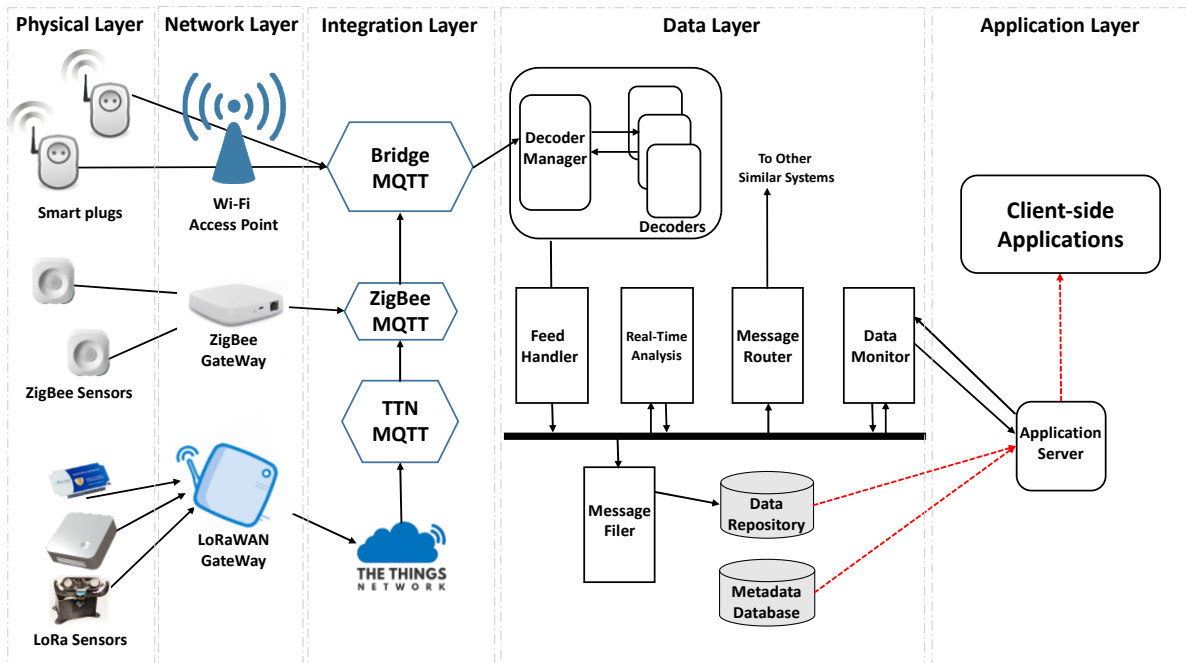 Physical Layer
Network Layer
Integration Layer
Data Layer
Application Layer
Smart plugs
Wi-Fi
Access Point
Bridge
MQTT
Decoder
Manager
Decoders
To Other
Similar Systems
Client-side
Applications
ZigBee Sensors
ZigBee
GateWay
ZigBee
MQTT
Feed
Handler
Real-Time
Analysis
Message
Router
Data
Monitor
TTN
MQTT
Application
Server
LoRa Sensors
LoRaWAN
GateWay
THE THINGS
NETWORK
Message
Filer
Data
Repository
Metadata
Database